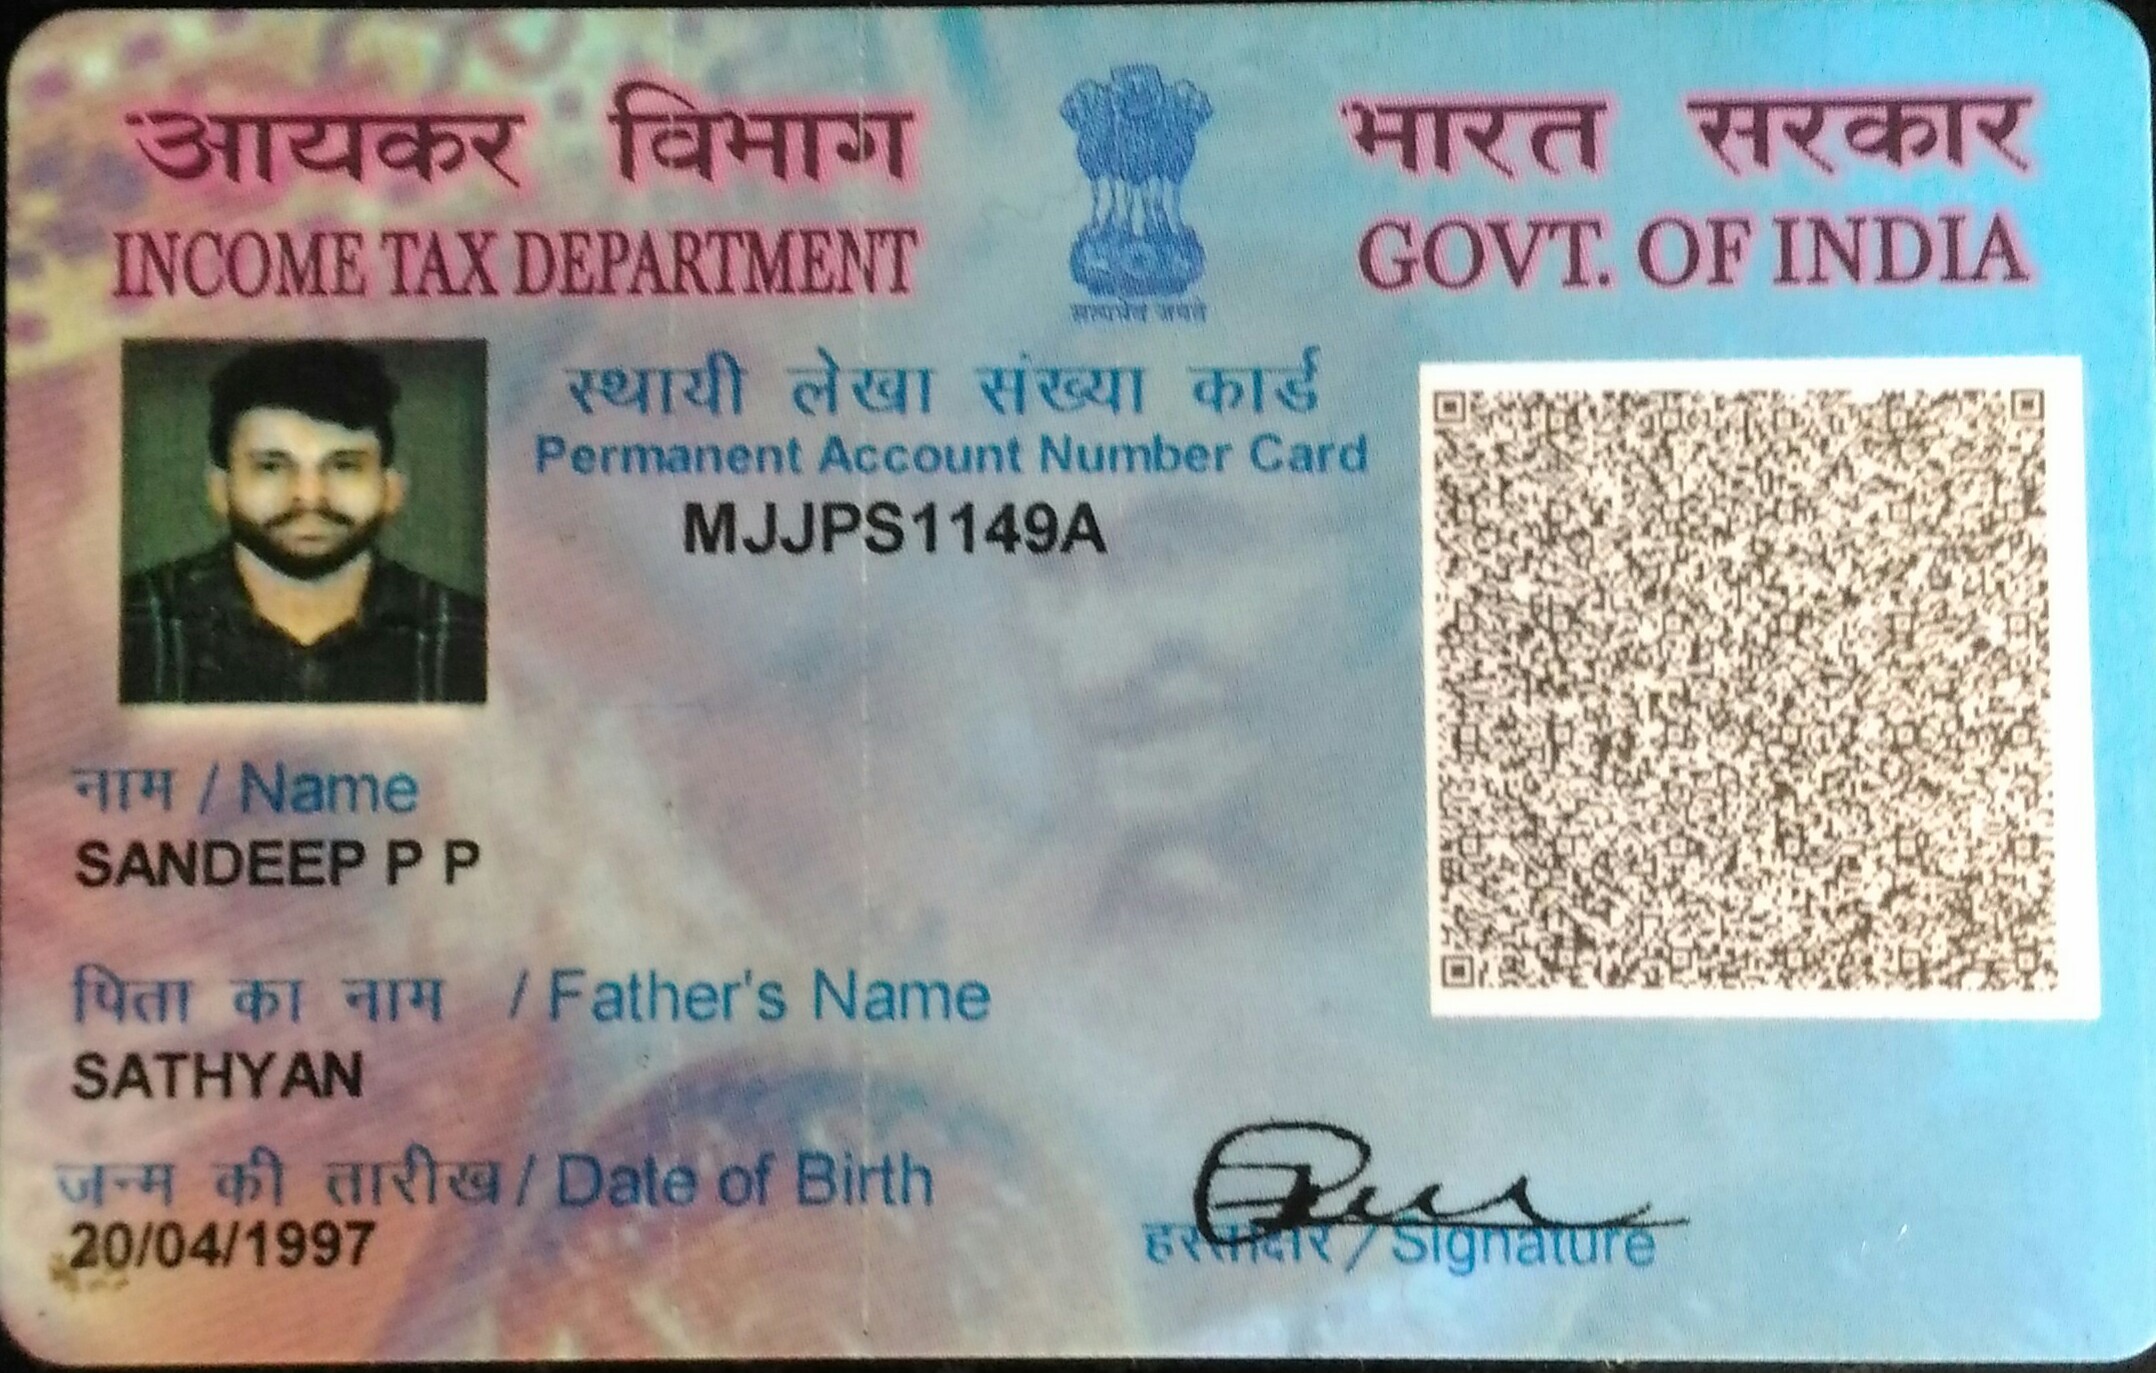 आयकर विभाग
INCOME TAX DEPARTMENT
सत्यमेव जयते
भारत सरकार
GOVT. OF INDIA
स्थायी लेखा संख्या कार्ड
Permanent Account Number Card
MJJPS1149A
नाम / Name
SANDEEP P P
पिता का नाम / Father's Name
SATHYAN
जन्म की तारीख / Date of Birth
20/04/1997
हस्ताक्षर / Signature